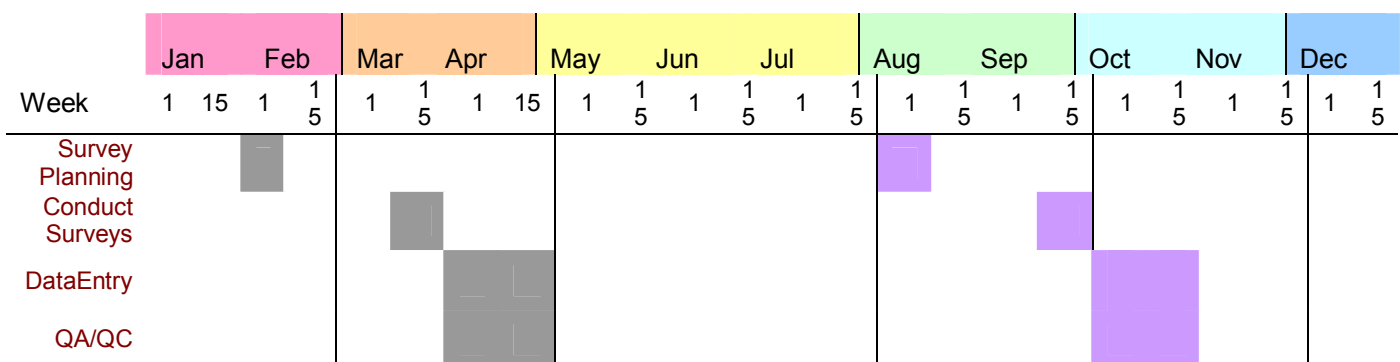 Jan Feb Mar Apr May Jun Jul Aug Sep Oct Nov Dec
Week 1 15 1 15 1 15 1 15 1 15 1 15 1 15 1 15 1 15 1 15 1 15 1 15
Survey
Planning
Conduct
Surveys
DataEntry
QA/QC